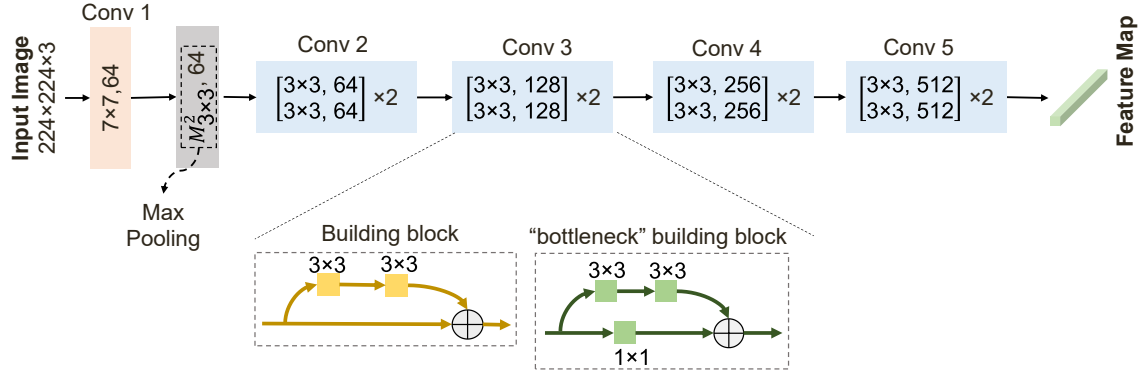 Conv 1
Input Image
224×224×3
7×7,64
M² 3×3, 64
Max
Pooling
Conv 2
[3×3, 64]
[3×3, 64]
×2
Conv 3
[3×3, 128]
[3×3, 128]
×2
Conv 4
[3×3, 256]
[3×3, 256]
×2
Conv 5
[3×3, 512]
[3×3, 512]
×2
Feature Map
Building block
3×3 3×3
“bottleneck” building block
3×3 3×3
1×1